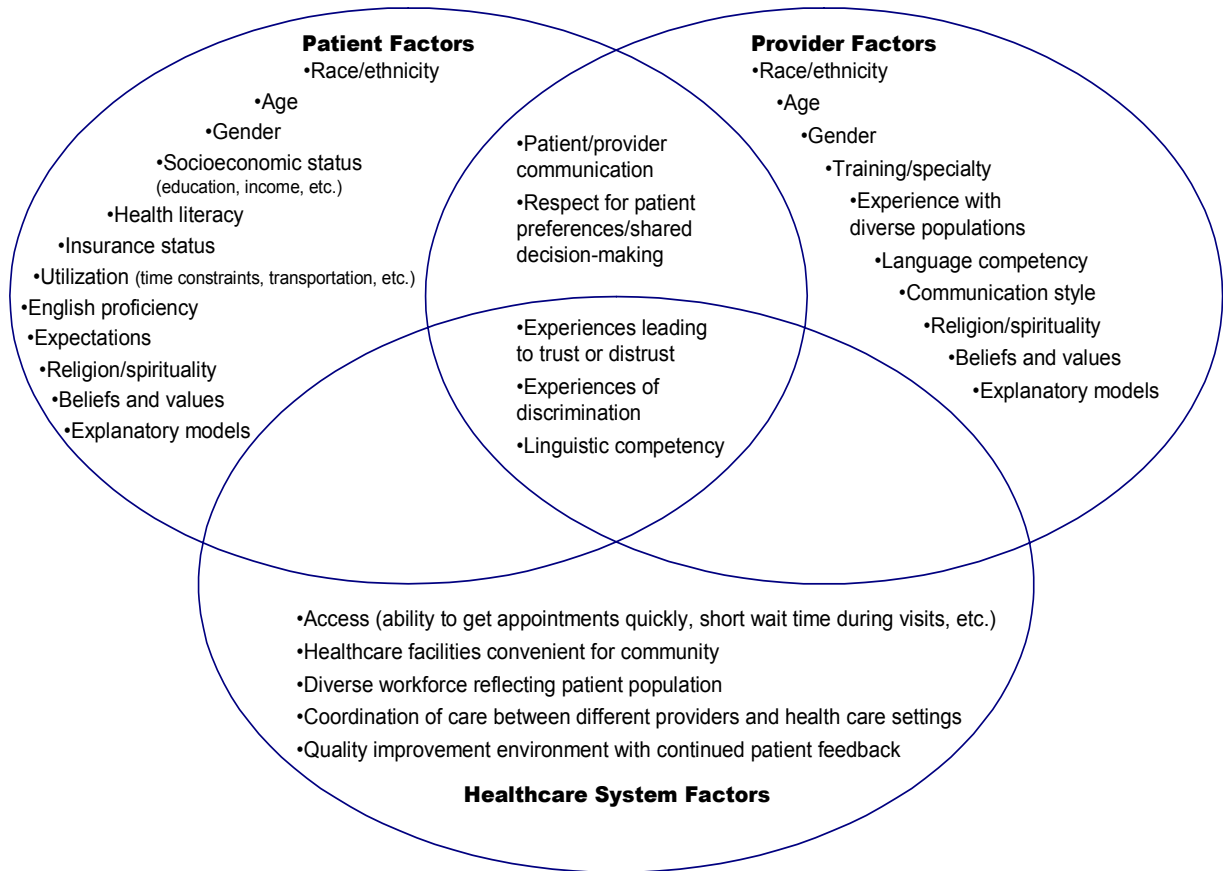 Patient Factors
•Race/ethnicity
•Age
•Gender
•Socioeconomic status
(education, income, etc.)
•Health literacy
•Insurance status
•Utilization (time constraints, transportation, etc.)
•English proficiency
•Expectations
•Religion/spirituality
•Beliefs and values
•Explanatory models
•Patient/provider
communication
•Respect for patient
preferences/shared
decision-making
•Experiences leading
to trust or distrust
•Experiences of
discrimination
•Linguistic competency
Provider Factors
•Race/ethnicity
•Age
•Gender
•Training/specialty
•Experience with
diverse populations
•Language competency
•Communication style
•Religion/spirituality
•Beliefs and values
•Explanatory models
•Access (ability to get appointments quickly, short wait time during visits, etc.)
•Healthcare facilities convenient for community
•Diverse workforce reflecting patient population
•Coordination of care between different providers and health care settings
•Quality improvement environment with continued patient feedback
Healthcare System Factors